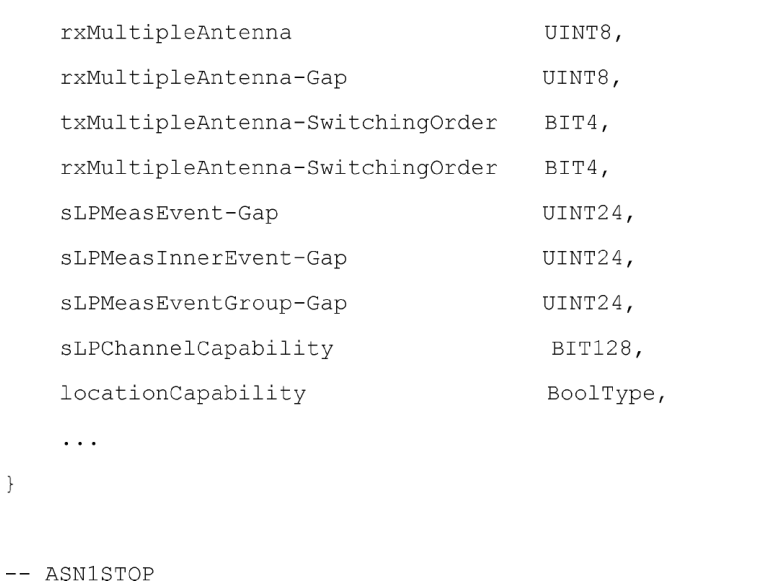 rxMultipleAntenna UINT8,
rxMultipleAntenna-Gap UINT8,
txMultipleAntenna-SwitchingOrder BIT4,
rxMultipleAntenna-SwitchingOrder BIT4,
sLPMeasEvent-Gap UINT24,
sLPMeasInnerEvent-Gap UINT24,
sLPMeasEventGroup-Gap UINT24,
sLPChannelCapability BIT128,
locationCapability BoolType,
...
}
-- ASN1STOP